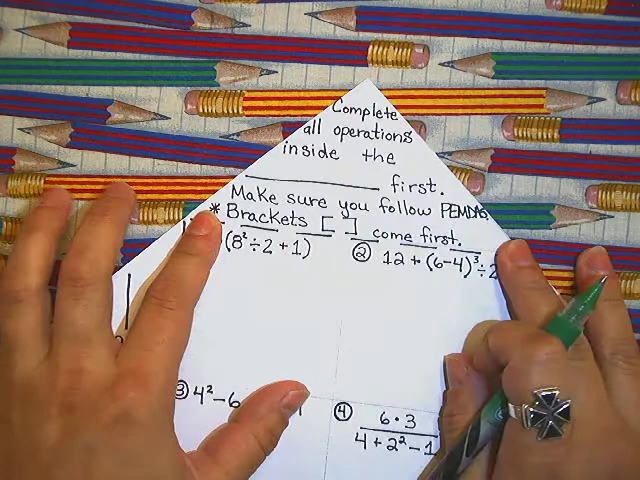 Complete
all operations
inside the
____________ first.
Make sure you follow PEMDAS.
* Brackets [ ] come first.
(8²÷2+1)
② 12+(6-4)³÷2
③ 4²-6
④ 6·3
4+2²-1